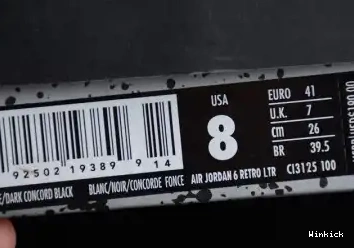 USA
8
EURO 41
U.K. 7
cm 26
BR 39.5
92502 19389 9 14
E/DARK CONCORD BLACK BLANC/NOIR/CONCORDE FONCE AIR JORDAN 6 RETRO LTR CI3125 100
Winkick